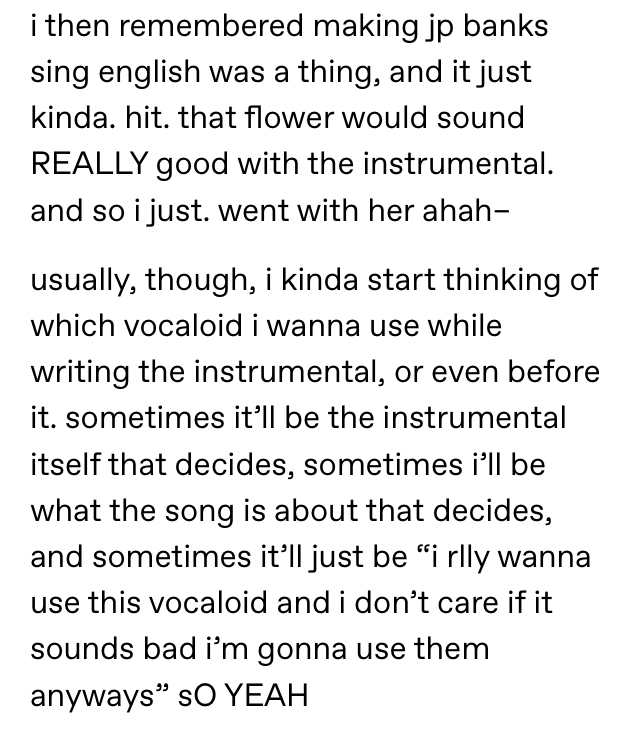 i then remembered making jp banks
sing english was a thing, and it just
kinda. hit. that flower would sound
REALLY good with the instrumental.
and so i just. went with her ahah–
usually, though, i kinda start thinking of
which vocaloid i wanna use while
writing the instrumental, or even before
it. sometimes it’ll be the instrumental
itself that decides, sometimes i’ll be
what the song is about that decides,
and sometimes it’ll just be “i rlly wanna
use this vocaloid and i don’t care if it
sounds bad i’m gonna use them
anyways” sO YEAH